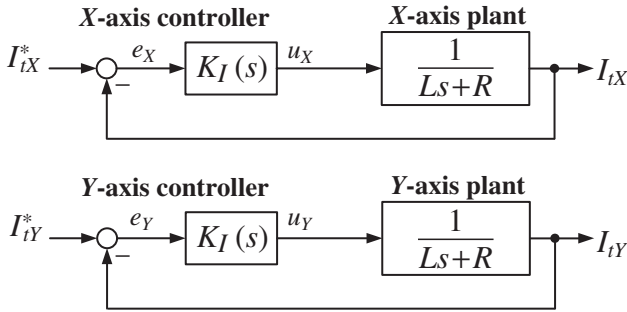 X-axis controller X-axis plant
I*tX eX KI(s) uX 1/(Ls+R) ItX
−
Y-axis controller Y-axis plant
I*tY eY KI(s) uY 1/(Ls+R) ItY
−